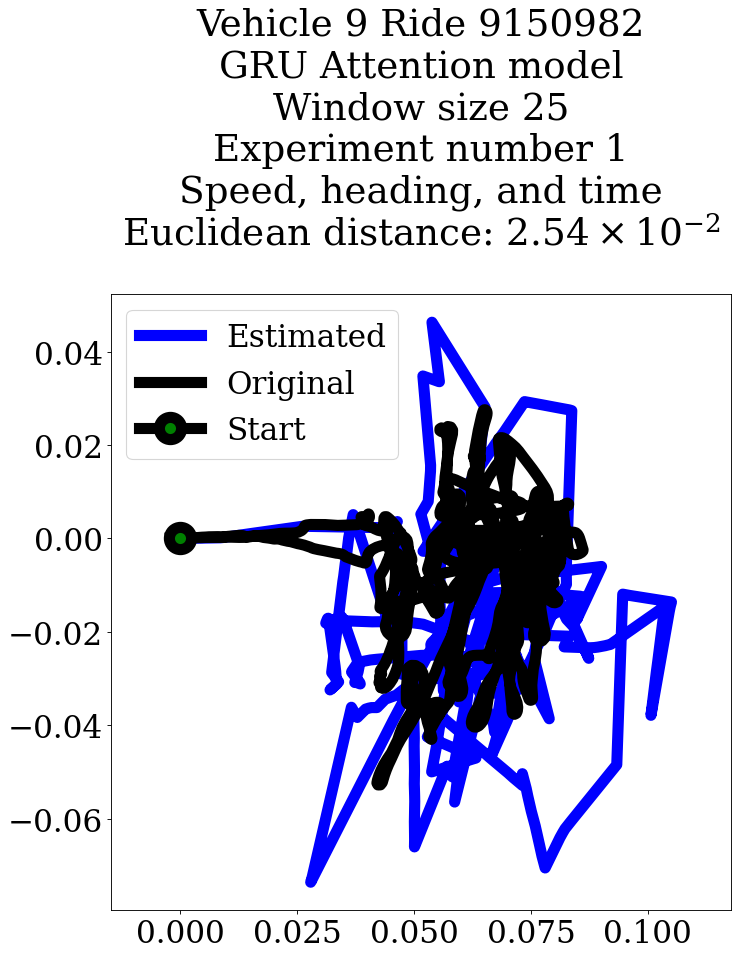 Vehicle 9 Ride 9150982
GRU Attention model
Window size 25
Experiment number 1
Speed, heading, and time
Euclidean distance: 2.54 × 10⁻²
Estimated
Original
Start
0.04
0.02
0.00
−0.02
−0.04
−0.06
0.000 0.025 0.050 0.075 0.100